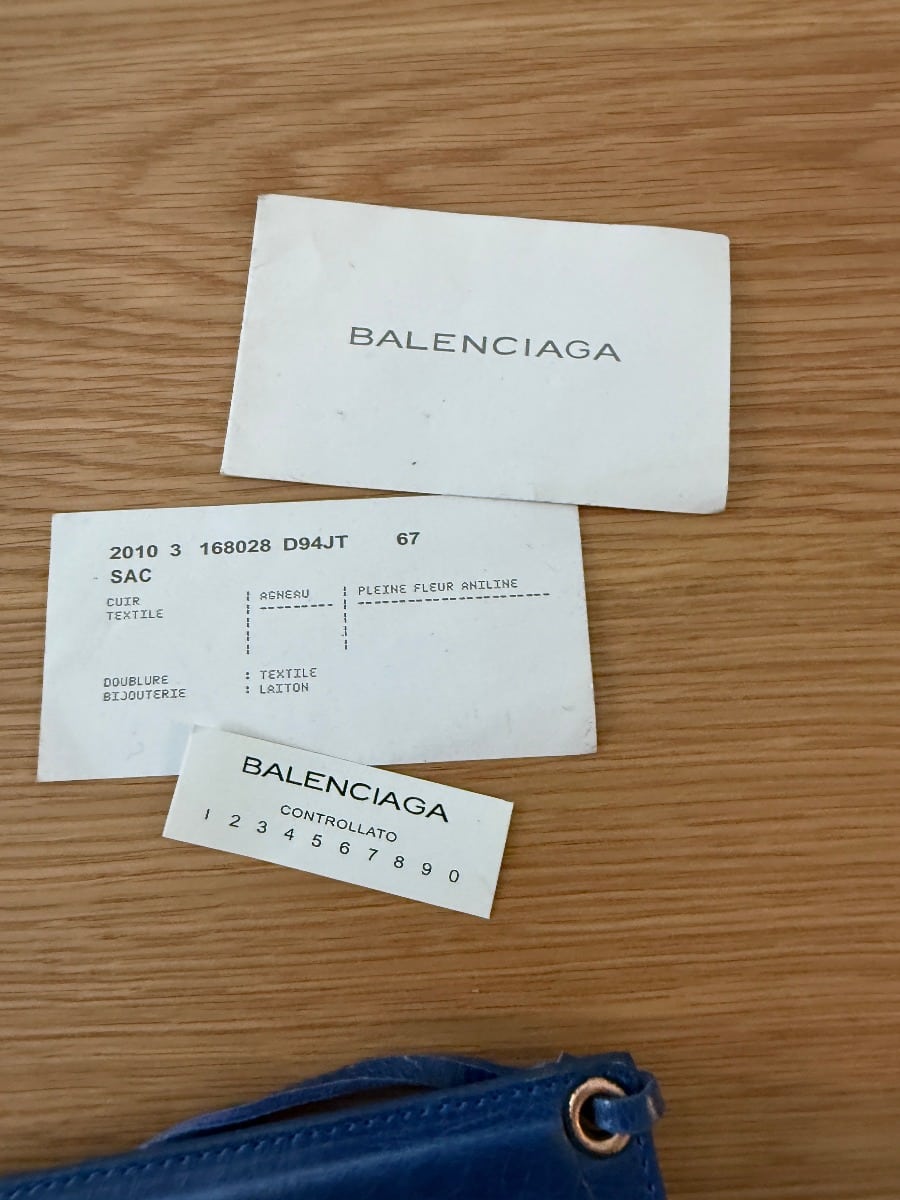 BALENCIAGA
2010 3 168028 D94JT 67
SAC
CUIR : AGNEAU : PLEINE FLEUR ANILINE
TEXTILE
DOUBLURE : TEXTILE
BIJOUTERIE : LAITON
BALENCIAGA
CONTROLLATO
1 2 3 4 5 6 7 8 9 0